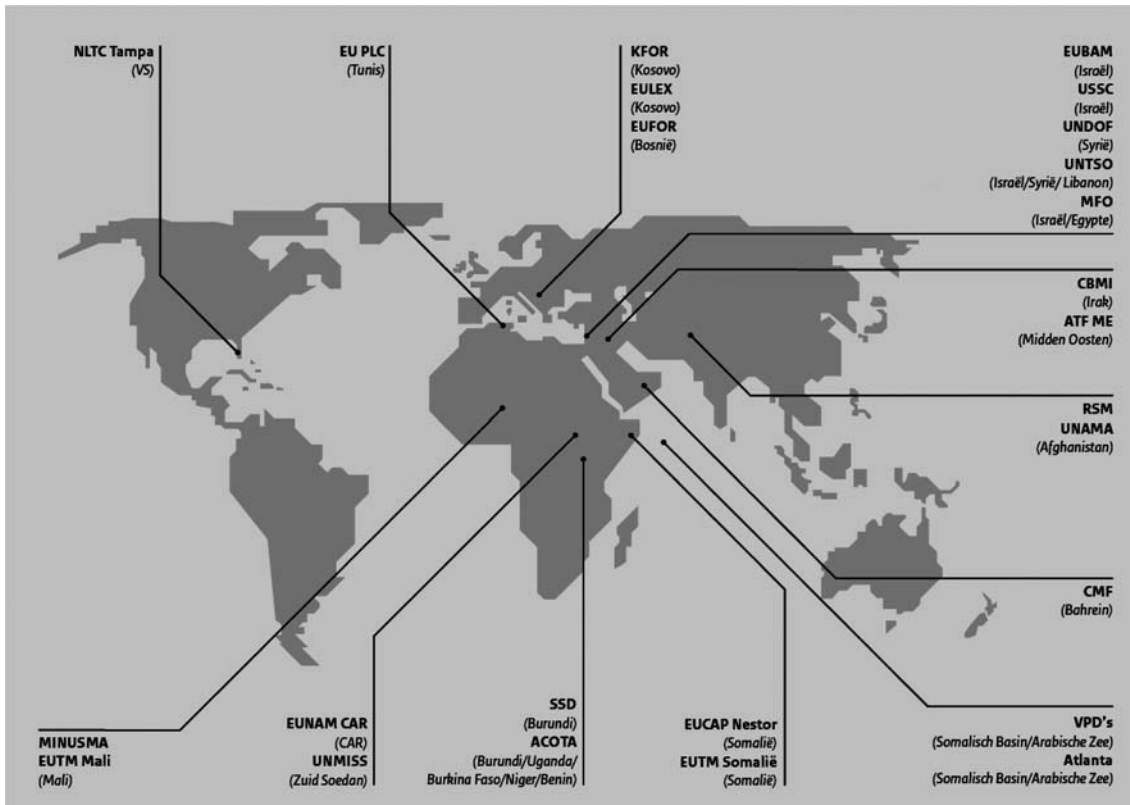 NLTC Tampa
(VS)
EU PLC
(Tunis)
KFOR
(Kosovo)
EULEX
(Kosovo)
EUFOR
(Bosnië)
EUBAM
(Israël)
USSC
(Israël)
UNDOF
(Syrië)
UNTSO
(Israël/Syrië/ Libanon)
MFO
(Israël/Egypte)
CBMI
(Irak)
ATF ME
(Midden Oosten)
RSM
UNAMA
(Afghanistan)
CMF
(Bahrein)
MINUSMA
EUTM Mali
(Mali)
EUNAM CAR
(CAR)
UNMISS
(Zuid Soedan)
SSD
(Burundi)
ACOTA
(Burundi/Uganda/
Burkina Faso/Niger/Benin)
EUCAP Nestor
(Somalië)
EUTM Somalië
(Somalië)
VPD's
(Somalisch Basin/Arabische Zee)
Atlanta
(Somalisch Basin/Arabische Zee)